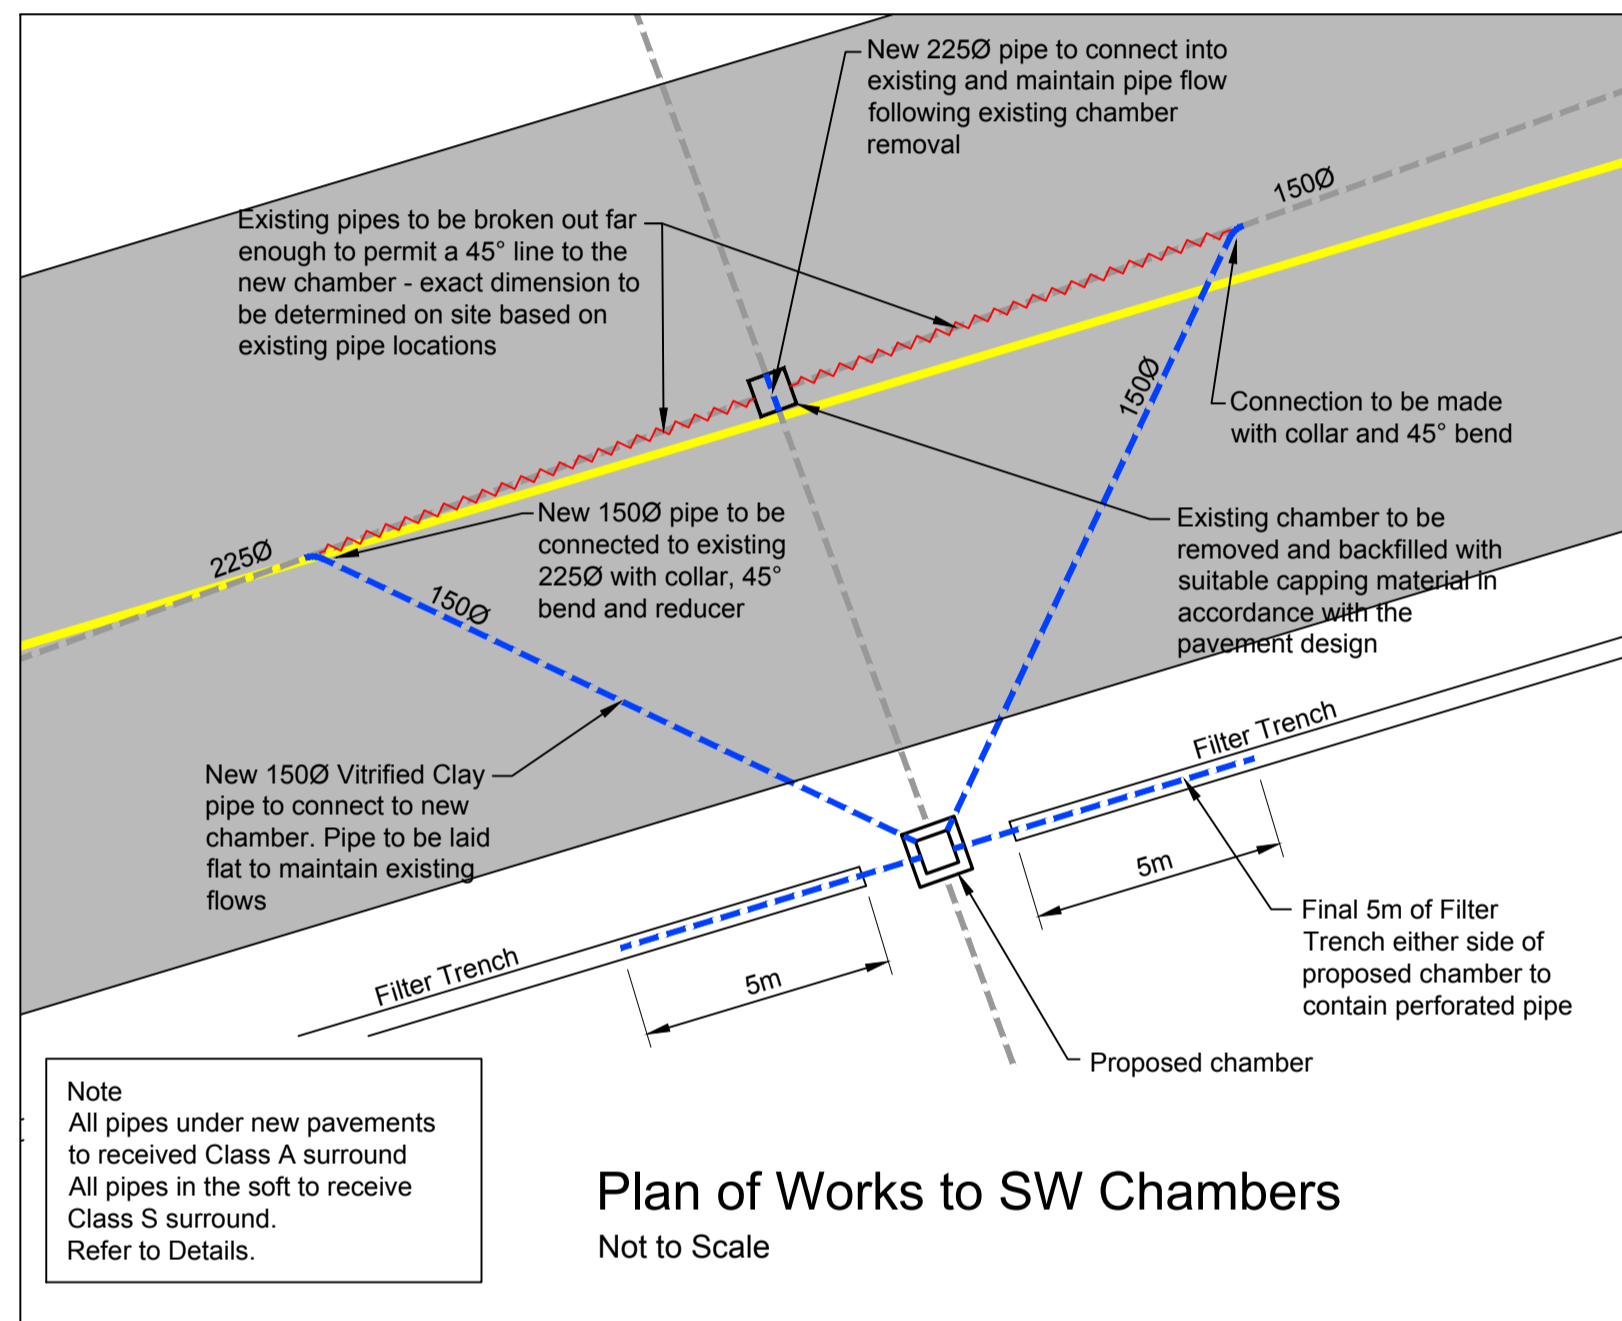 New 225Ø pipe to connect into
existing and maintain pipe flow
following existing chamber
removal
150Ø
Existing pipes to be broken out far
enough to permit a 45° line to the
new chamber - exact dimension to
be determined on site based on
existing pipe locations
150Ø
Connection to be made
with collar and 45° bend
New 150Ø pipe to be
connected to existing
225Ø with collar, 45°
bend and reducer
Existing chamber to be
removed and backfilled with
suitable capping material in
accordance with the
pavement design
225Ø
150Ø
New 150Ø Vitrified Clay
pipe to connect to new
chamber. Pipe to be laid
flat to maintain existing
flows
Filter Trench
5m
Final 5m of Filter
Trench either side of
proposed chamber to
contain perforated pipe
Filter Trench
5m
Proposed chamber
Note
All pipes under new pavements
to received Class A surround
All pipes in the soft to receive
Class S surround.
Refer to Details.
Plan of Works to SW Chambers
Not to Scale